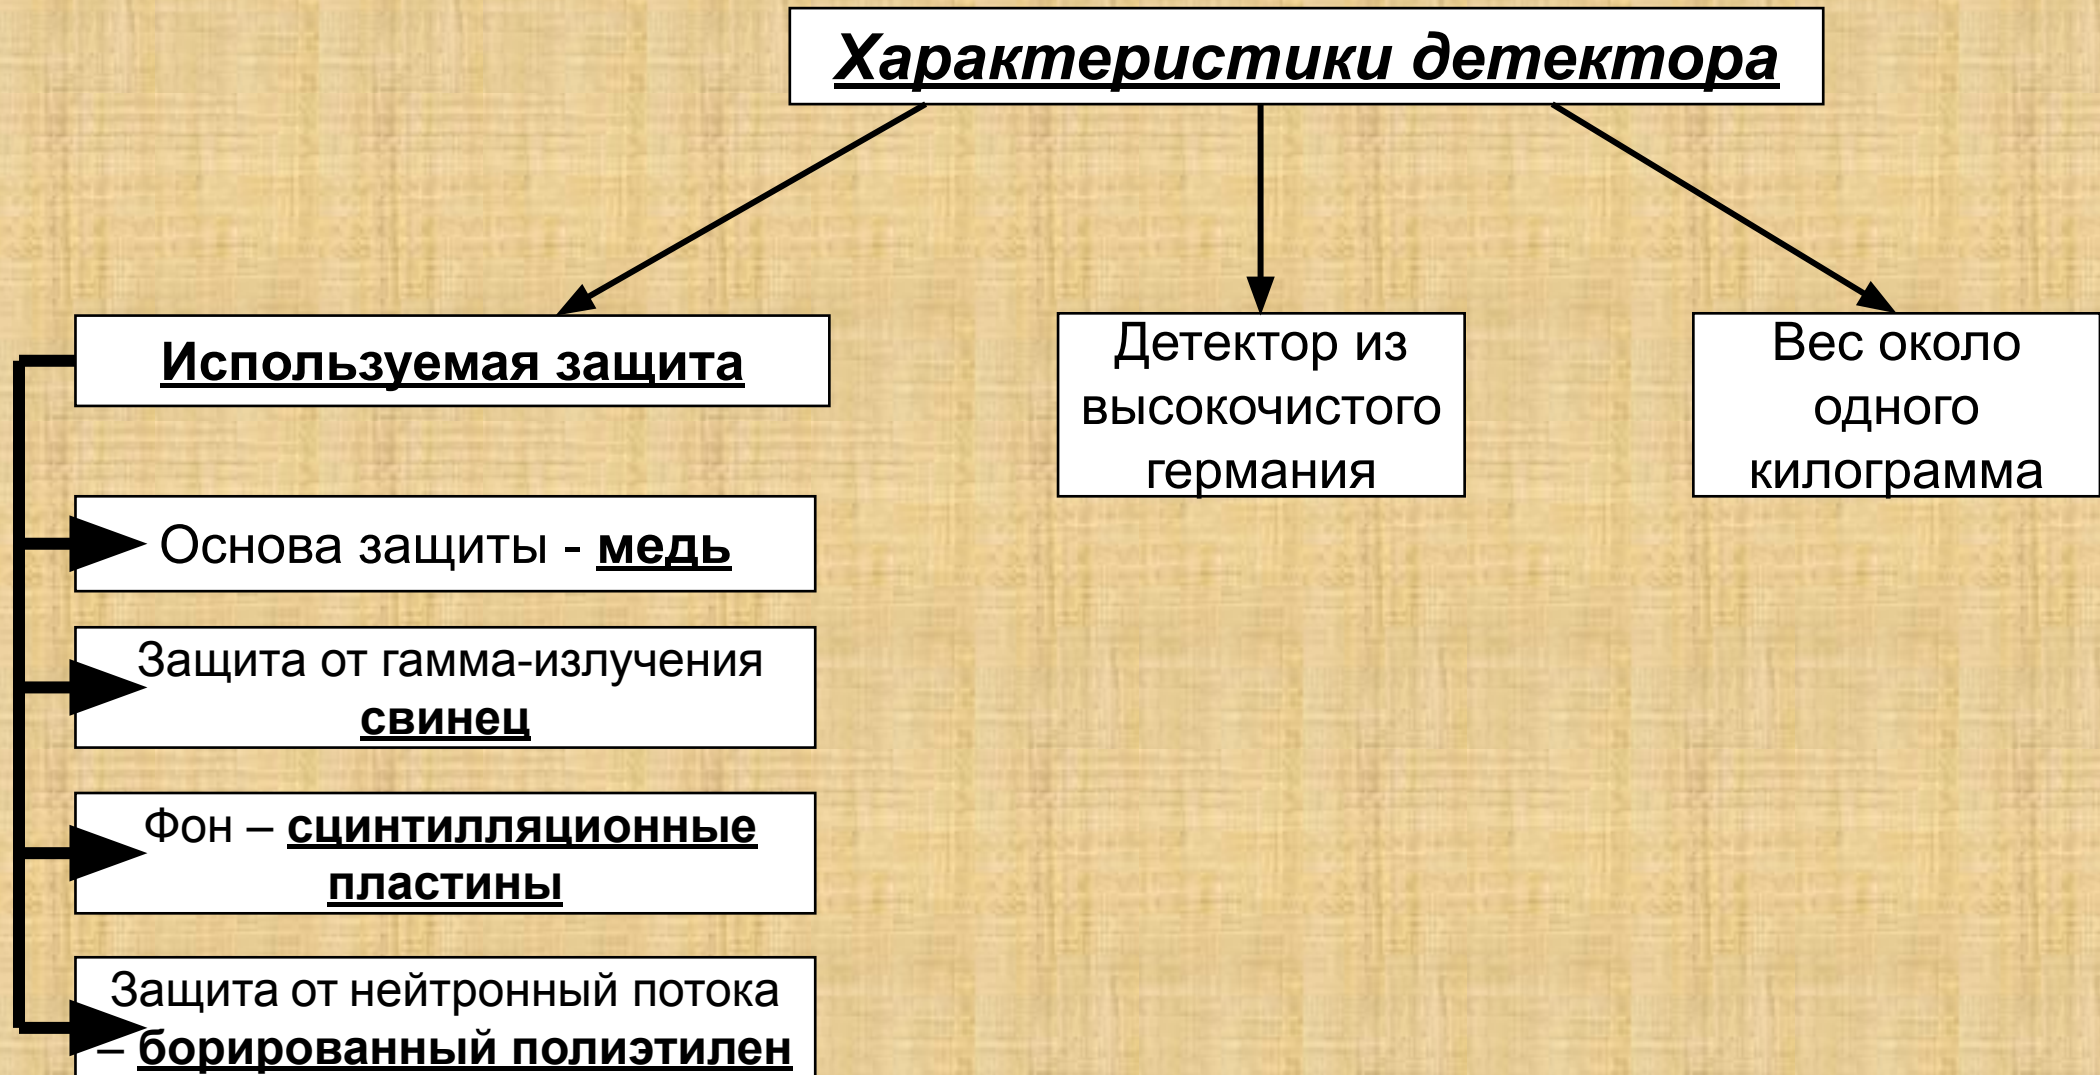 Характеристики детектора
Используемая защита
Детектор из
высокочистого
германия
Вес около
одного
килограмма
Основа защиты - медь
Защита от гамма-излучения
свинец
Фон – сцинтилляционные
пластины
Защита от нейтронный потока
– борированный полиэтилен